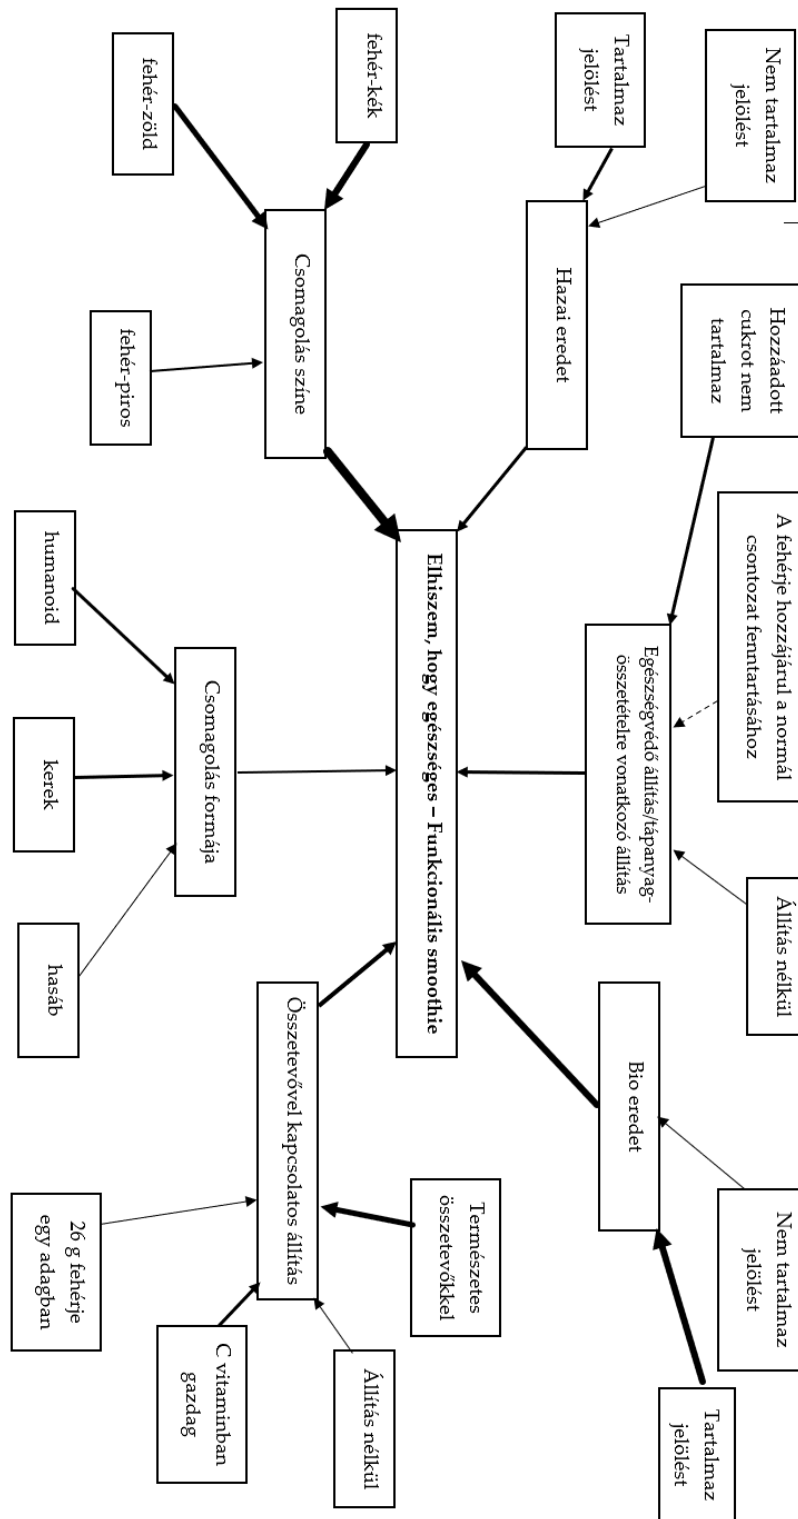 Nem tartalmaz
jelölést
Hozzáadott
cukrot nem
tartalmaz
A fehérje hozzájárul a normál
csontozat fenntartásához
Állítás nélkül
Nem tartalmaz
jelölést
Tartalmaz
jelölést
Tartalmaz
jelölést
Hazai eredet
Egészségvédő állítás/tápanyag-
összetételre vonatkozó állítás
Bio eredet
Elhiszem, hogy egészséges – Funkcionális smoothie
fehér-kék
Csomagolás színe
fehér-zöld
fehér-piros
Természetes
összetevőkkel
Összetevővel kapcsolatos állítás
Állítás nélkül
Csomagolás formája
C vitaminban
gazdag
humanoid
kerek
hasáb
26 g fehérje
egy adagban